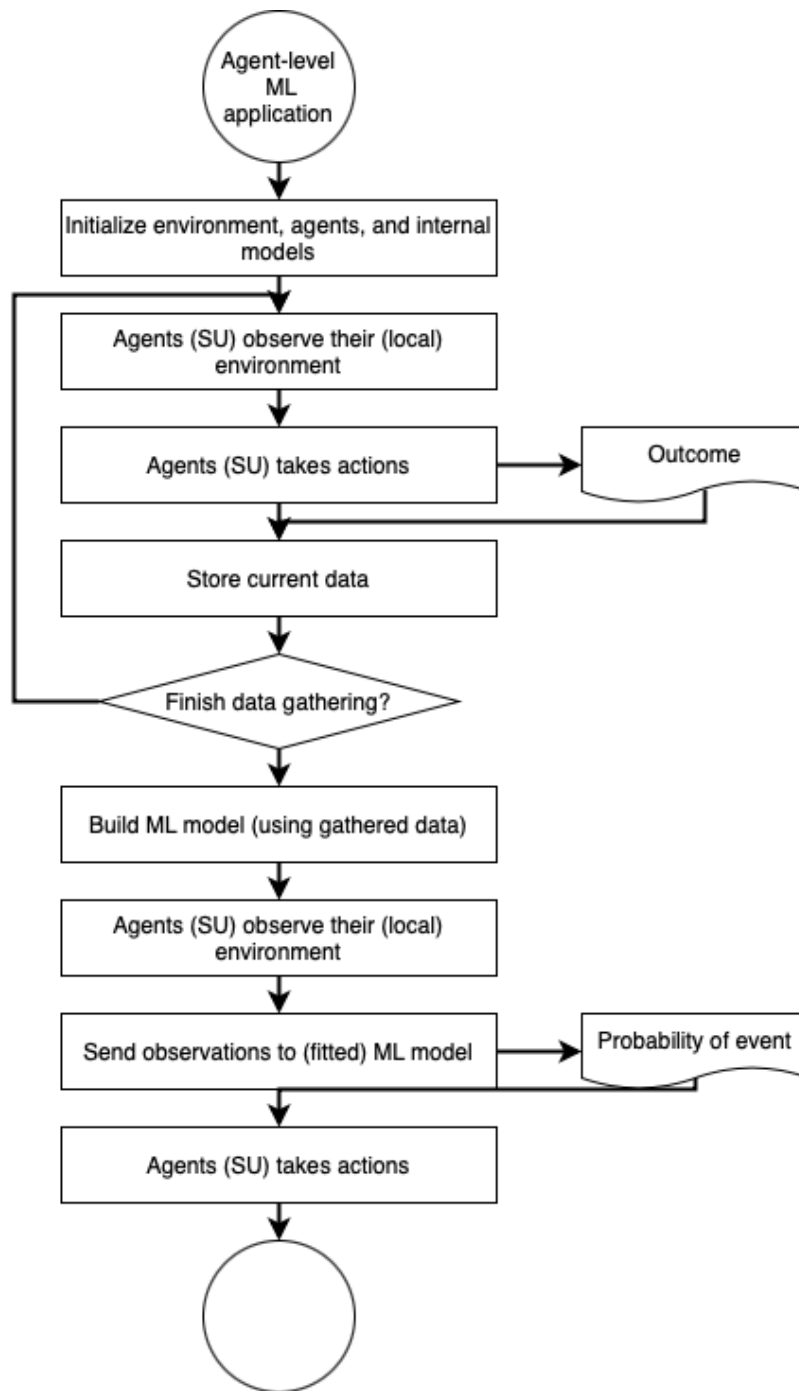 Agent-level
ML
application
Initialize environment, agents, and internal
models
Agents (SU) observe their (local)
environment
Agents (SU) takes actions
Outcome
Store current data
Finish data gathering?
Build ML model (using gathered data)
Agents (SU) observe their (local)
environment
Send observations to (fitted) ML model
Probability of event
Agents (SU) takes actions